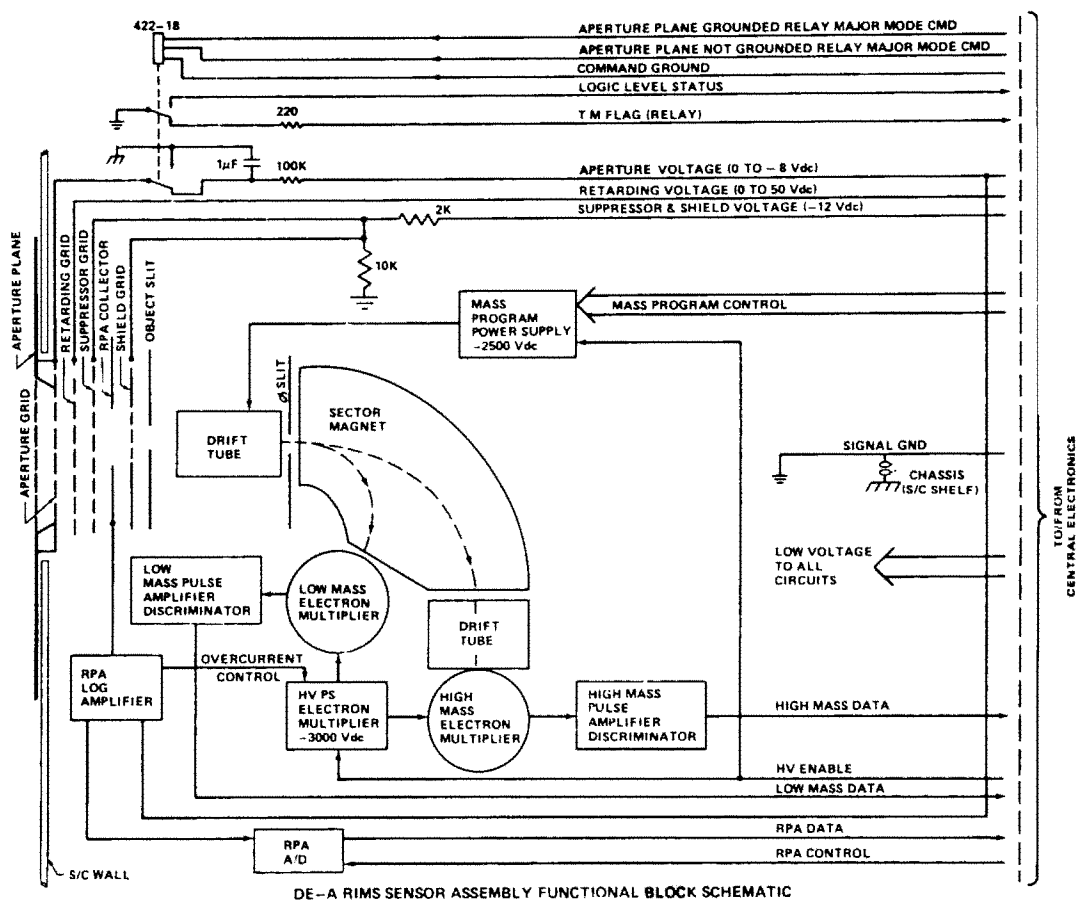 422-18
APERTURE PLANE GROUNDED RELAY MAJOR MODE CMD
APERTURE PLANE NOT GROUNDED RELAY MAJOR MODE CMD
COMMAND GROUND
LOGIC LEVEL STATUS
220
T M FLAG (RELAY)
1µF
100K
APERTURE VOLTAGE (0 TO - 8 Vdc)
RETARDING VOLTAGE (0 TO 50 Vdc)
2K
SUPPRESSOR & SHIELD VOLTAGE (-12 Vdc)
10K
APERTURE PLANE
RETARDING GRID
SUPPRESSOR GRID
RPA COLLECTOR
SHIELD GRID
OBJECT SLIT
APERTURE GRID
MASS
PROGRAM
POWER SUPPLY
-2500 Vdc
MASS PROGRAM CONTROL
Ø SLIT
SECTOR
MAGNET
DRIFT
TUBE
SIGNAL GND
CHASSIS
(S/C SHELF)
TO/FROM
CENTRAL ELECTRONICS
LOW VOLTAGE
TO ALL
CIRCUITS
LOW
MASS PULSE
AMPLIFIER
DISCRIMINATOR
LOW MASS
ELECTRON
MULTIPLIER
DRIFT
TUBE
OVERCURRENT
CONTROL
RPA
LOG
AMPLIFIER
HV PS
ELECTRON
MULTIPLIER
-3000 Vdc
HIGH
MASS
ELECTRON
MULTIPLIER
HIGH MASS
PULSE
AMPLIFIER
DISCRIMINATOR
HIGH MASS DATA
HV ENABLE
LOW MASS DATA
RPA DATA
RPA
A/D
RPA CONTROL
S/C WALL
DE-A RIMS SENSOR ASSEMBLY FUNCTIONAL BLOCK SCHEMATIC